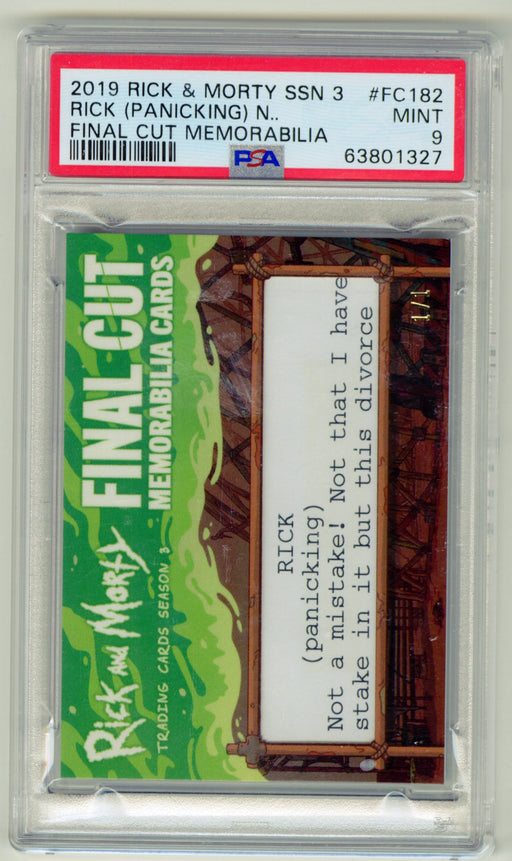 2019 RICK & MORTY SSN 3 #FC182
RICK (PANICKING) N.. MINT
FINAL CUT MEMORABILIA 9
PSA 63801327
FINAL CUT
MEMORABILIA CARDS
Rick and Morty
TRADING CARDS SEASON 3
1/1
RICK
(panicking)
Not a mistake! Not that I have
stake in it but this divorce